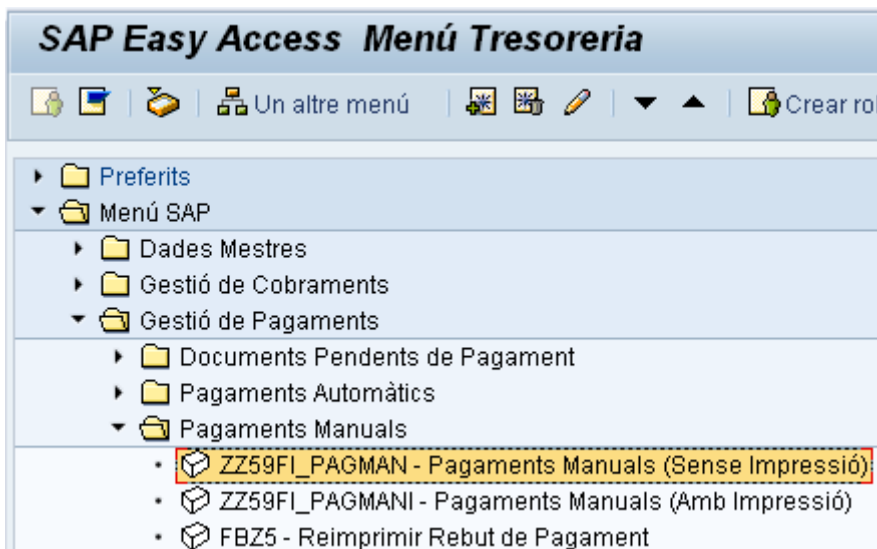 SAP Easy Access Menú Tresoreria
Un altre menú Crear rol
Preferits
Menú SAP
Dades Mestres
Gestió de Cobraments
Gestió de Pagaments
Documents Pendents de Pagament
Pagaments Automàtics
Pagaments Manuals
ZZ59FI_PAGMAN - Pagaments Manuals (Sense Impressió)
ZZ59FI_PAGMANI - Pagaments Manuals (Amb Impressió)
FBZ5 - Reimprimir Rebut de Pagament